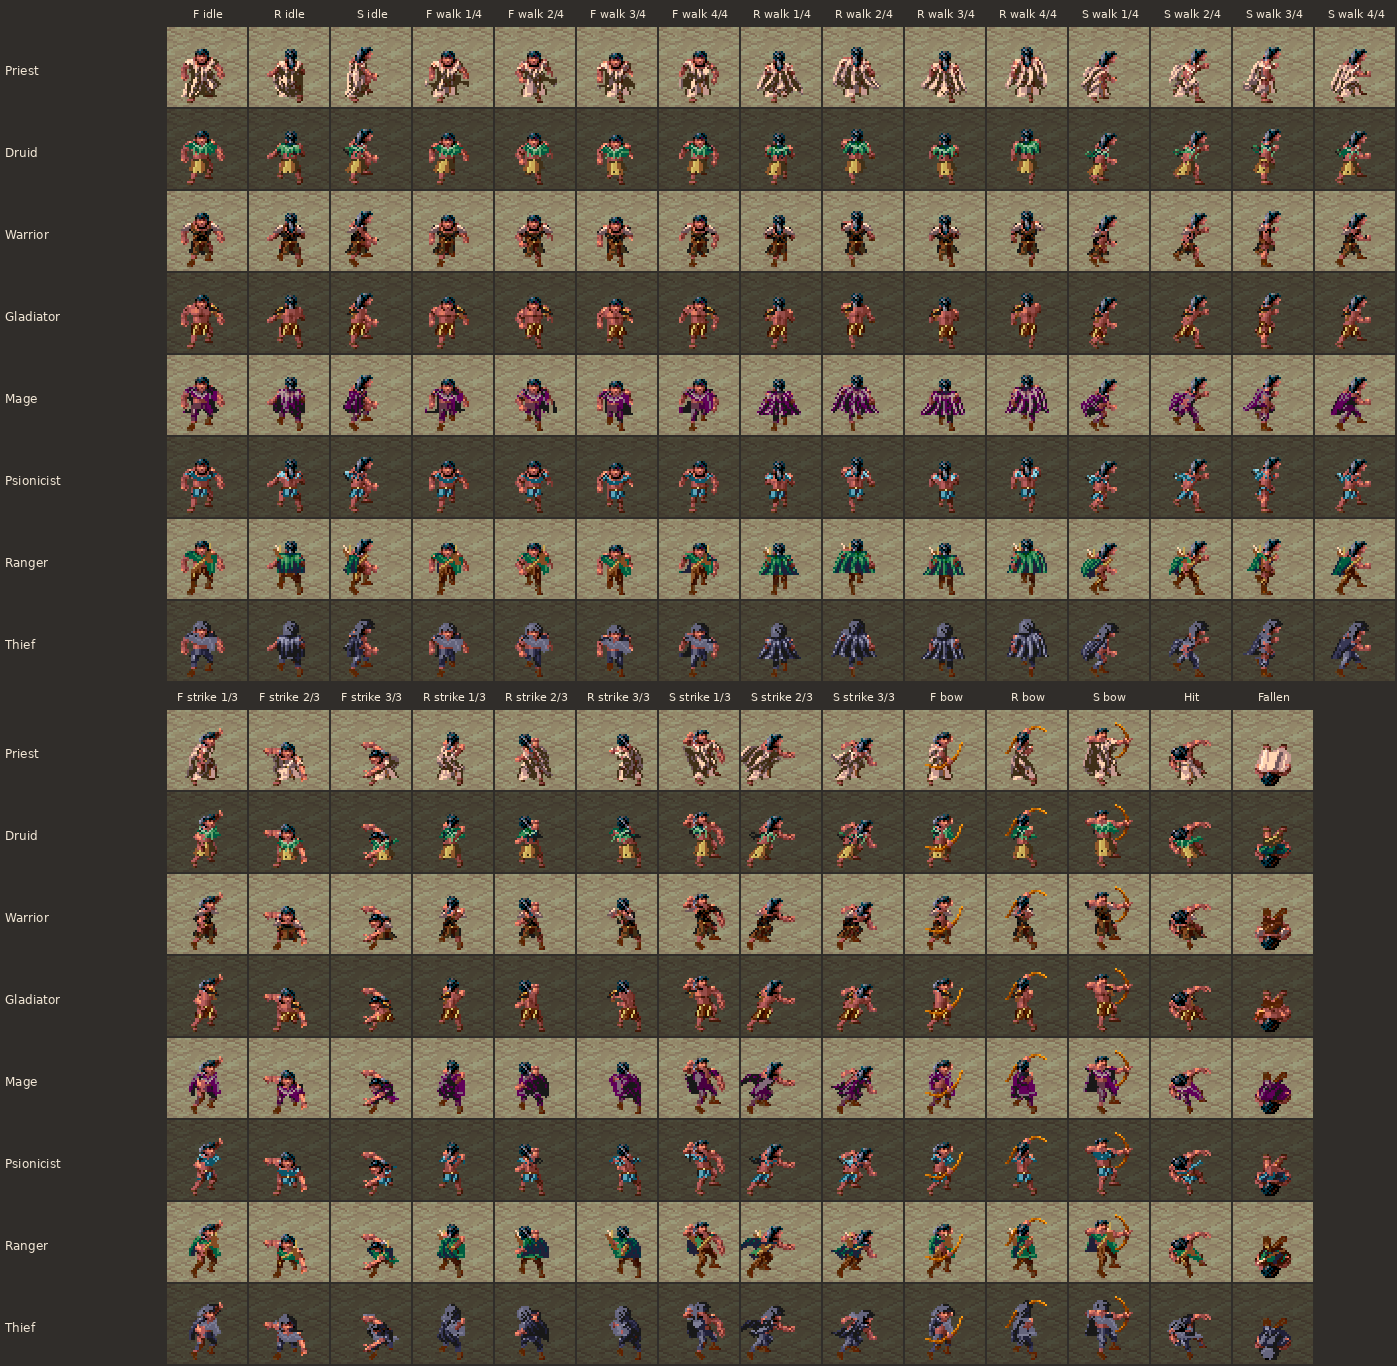 F idle R idle S idle F walk 1/4 F walk 2/4 F walk 3/4 F walk 4/4 R walk 1/4 R walk 2/4 R walk 3/4 R walk 4/4 S walk 1/4 S walk 2/4 S walk 3/4 S walk 4/4
Priest
Druid
Warrior
Gladiator
Mage
Psionicist
Ranger
Thief
F strike 1/3 F strike 2/3 F strike 3/3 R strike 1/3 R strike 2/3 R strike 3/3 S strike 1/3 S strike 2/3 S strike 3/3 F bow R bow S bow Hit Fallen
Priest
Druid
Warrior
Gladiator
Mage
Psionicist
Ranger
Thief